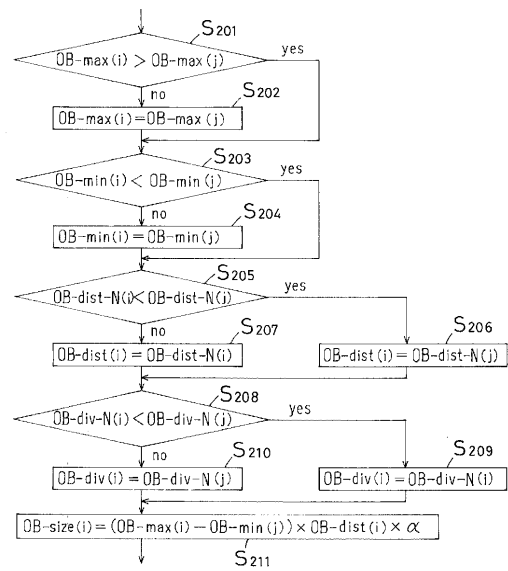 S201
OB-max(i) > OB-max(j)
yes
no
S202
OB-max(i)=OB-max(j)
S203
OB-min(i) < OB-min(j)
yes
no
S204
OB-min(i)=OB-min(j)
S205
OB-dist-N(i)<OB-dist-N(j)
yes
no
S207
S206
OB-dist(i)=OB-dist-N(i)
OB-dist(i)=OB-dist-N(j)
S208
OB-div-N(i)<OB-div-N(j)
yes
no
S210
S209
OB-div(i)=OB-div-N(j)
OB-div(i)=OB-div-N(i)
OB-size(i)=(OB-max(i)-OB-min(j))×OB-dist(i)×α
S211